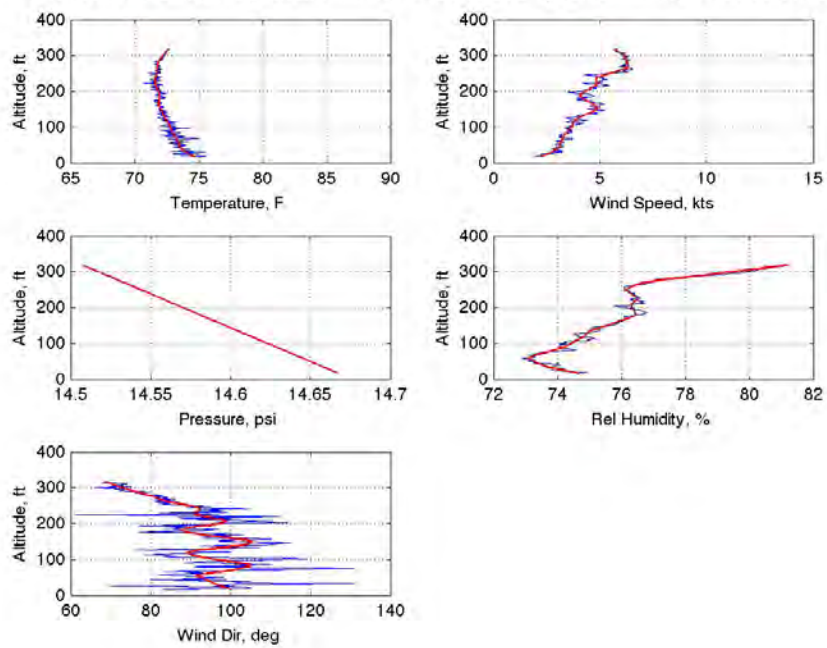 400
300
200
100
0
Altitude, ft
65 70 75 80 85 90
Temperature, F
400
300
200
100
0
Altitude, ft
0 5 10 15
Wind Speed, kts
400
300
200
100
0
Altitude, ft
14.5 14.55 14.6 14.65 14.7
Pressure, psi
400
300
200
100
0
Altitude, ft
72 74 76 78 80 82
Rel Humidity, %
400
300
200
100
0
Altitude, ft
60 80 100 120 140
Wind Dir, deg